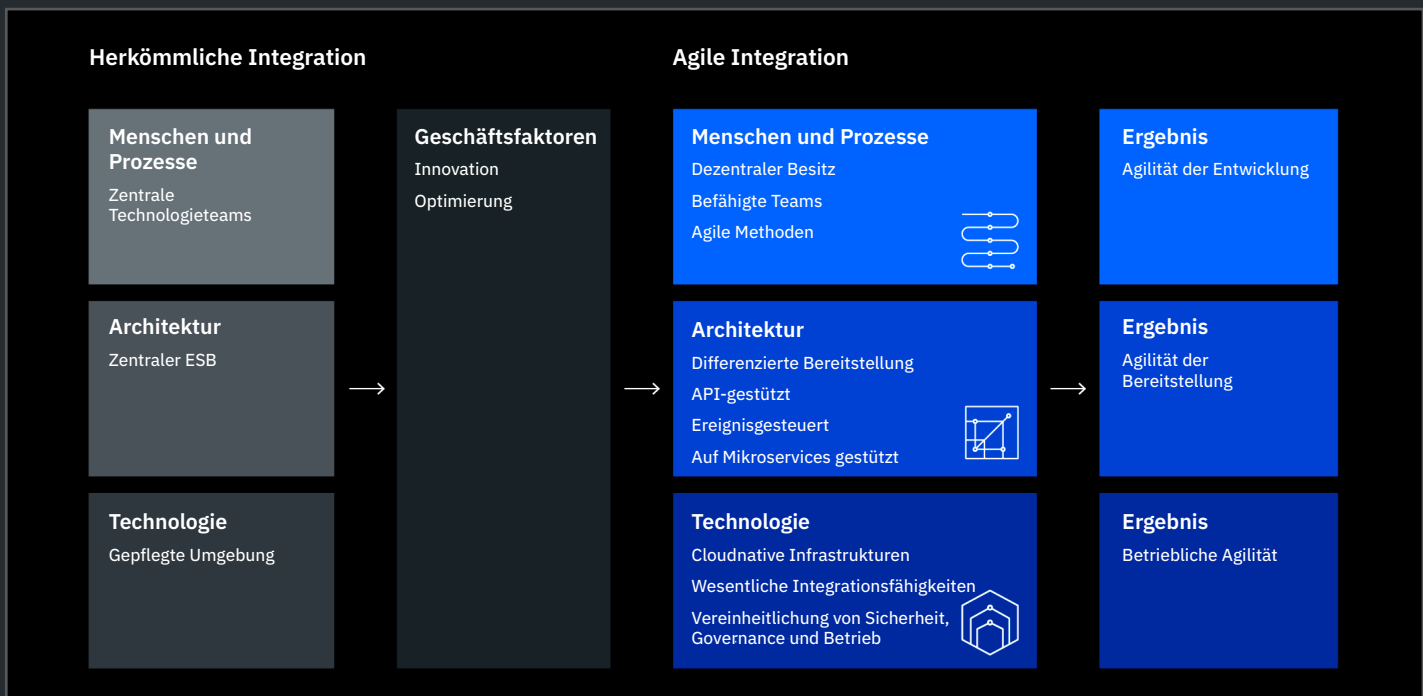 Herkömmliche Integration
Agile Integration
Menschen und
Prozesse
Zentrale
Technologieteams
Architektur
Zentraler ESB
Technologie
Gepflegte Umgebung
Geschäftsfaktoren
Innovation
Optimierung
Menschen und Prozesse
Dezentraler Besitz
Befähigte Teams
Agile Methoden
Architektur
Differenzierte Bereitstellung
API-gestützt
Ereignisgesteuert
Auf Mikroservices gestützt
Technologie
Cloudnative Infrastrukturen
Wesentliche Integrationsfähigkeiten
Vereinheitlichung von Sicherheit,
Governance und Betrieb
Ergebnis
Agilität der Entwicklung
Ergebnis
Agilität der
Bereitstellung
Ergebnis
Betriebliche Agilität